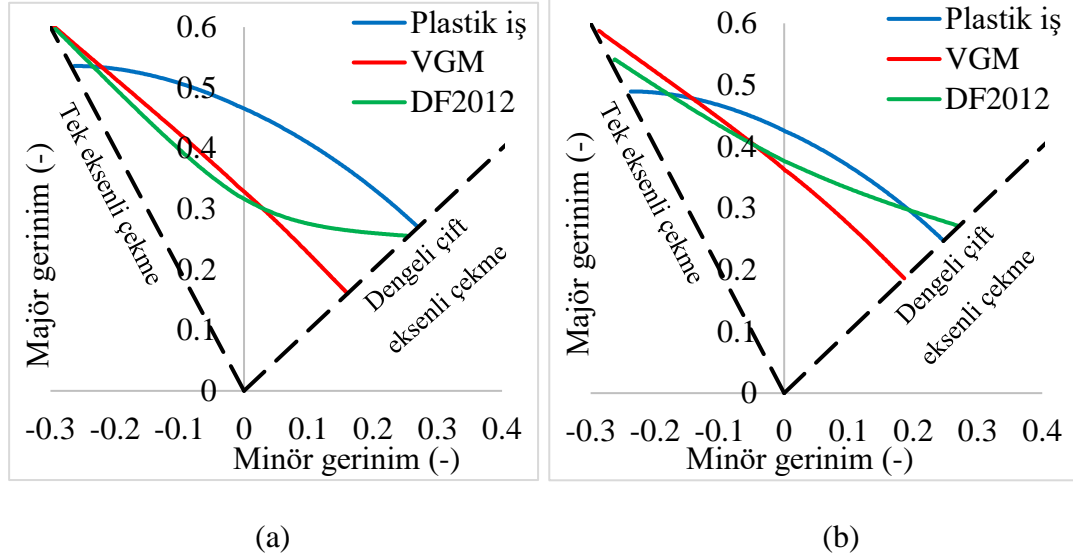 0.6
0.5
0.4
0.3
0.2
0.1
0
-0.3 -0.2 -0.1 0 0.1 0.2 0.3 0.4
Majör gerinim (-)
Minör gerinim (-)
Plastik iş
VGM
DF2012
Tek eksenli çekme
Dengeli çift
eksenli çekme
(a)
0.6
0.5
0.4
0.3
0.2
0.1
0
-0.3 -0.2 -0.1 0 0.1 0.2 0.3 0.4
Majör gerinim (-)
Minör gerinim (-)
Plastik iş
VGM
DF2012
Tek eksenli çekme
Dengeli çift
eksenli çekme
(b)